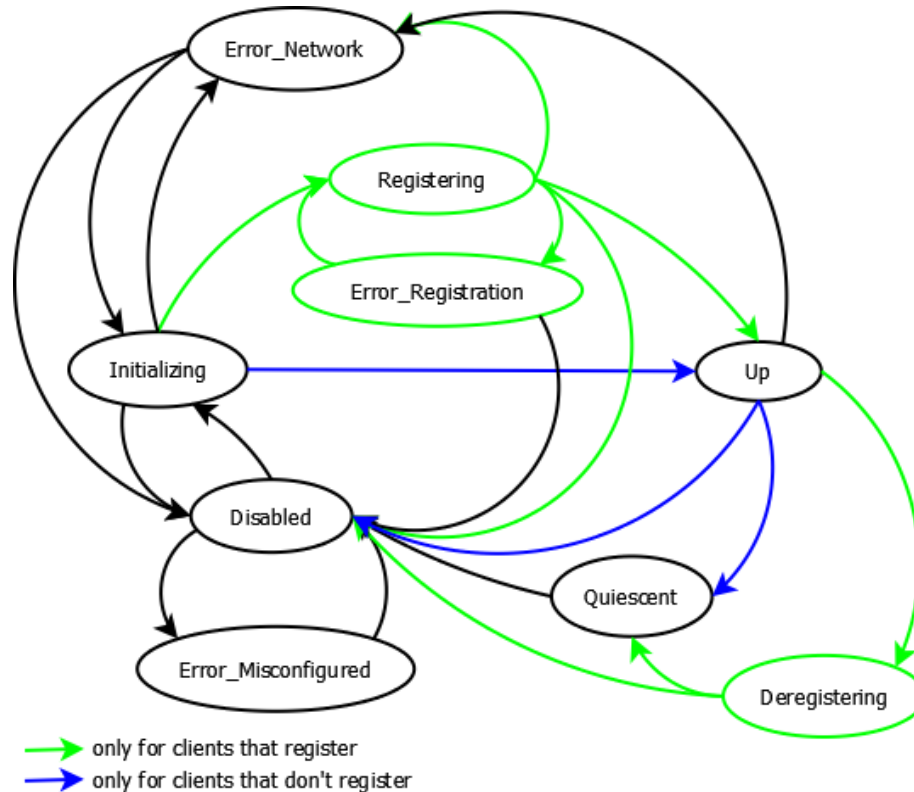 Error_Network
Registering
Error_Registration
Initializing
Up
Disabled
Quiescent
Error_Misconfigured
Deregistering
only for clients that register
only for clients that don't register